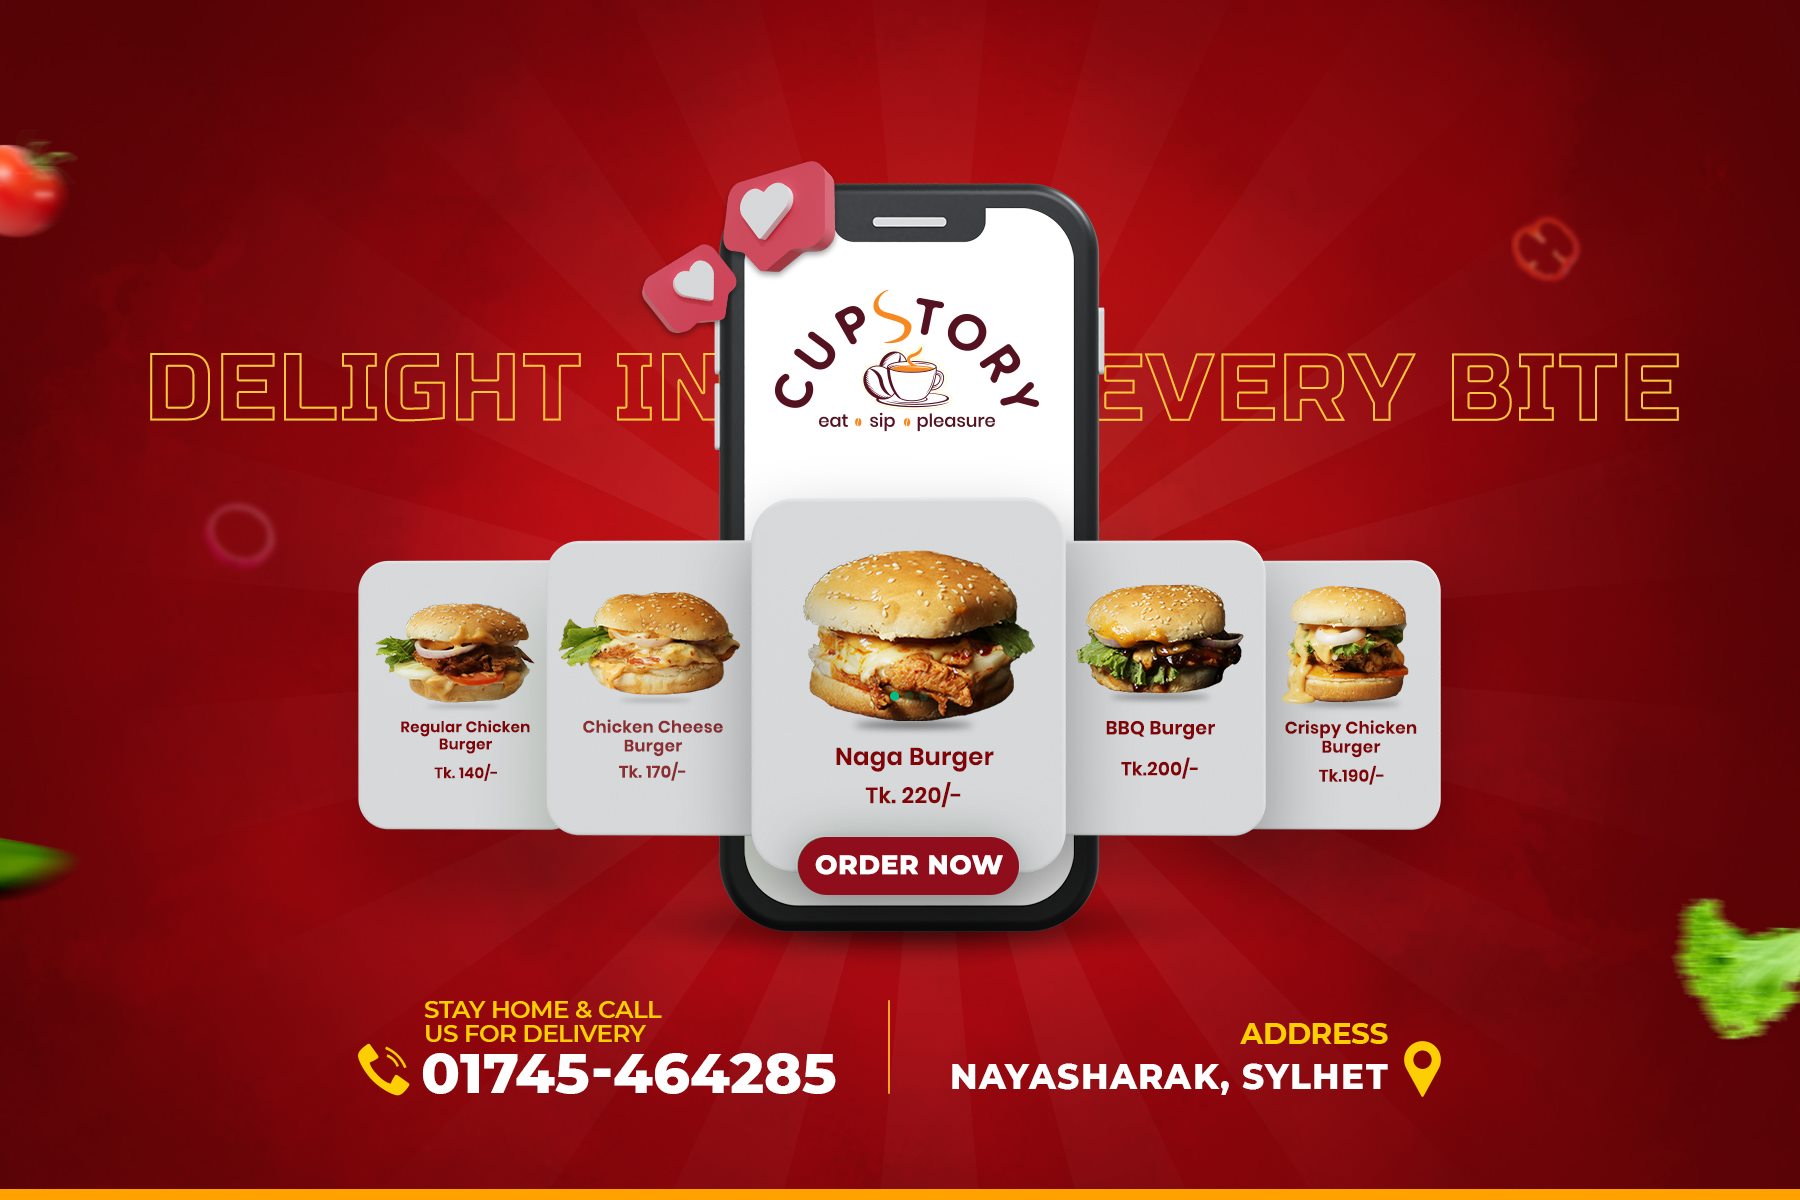 CUPSTORY
eat • sip • pleasure
DELIGHT IN EVERY BITE
Regular Chicken
Burger
Tk. 140/-
Chicken Cheese
Burger
Tk. 170/-
Naga Burger
Tk. 220/-
BBQ Burger
Tk.200/-
Crispy Chicken
Burger
Tk.190/-
ORDER NOW
STAY HOME & CALL
US FOR DELIVERY
01745-464285
ADDRESS
NAYASHARAK, SYLHET